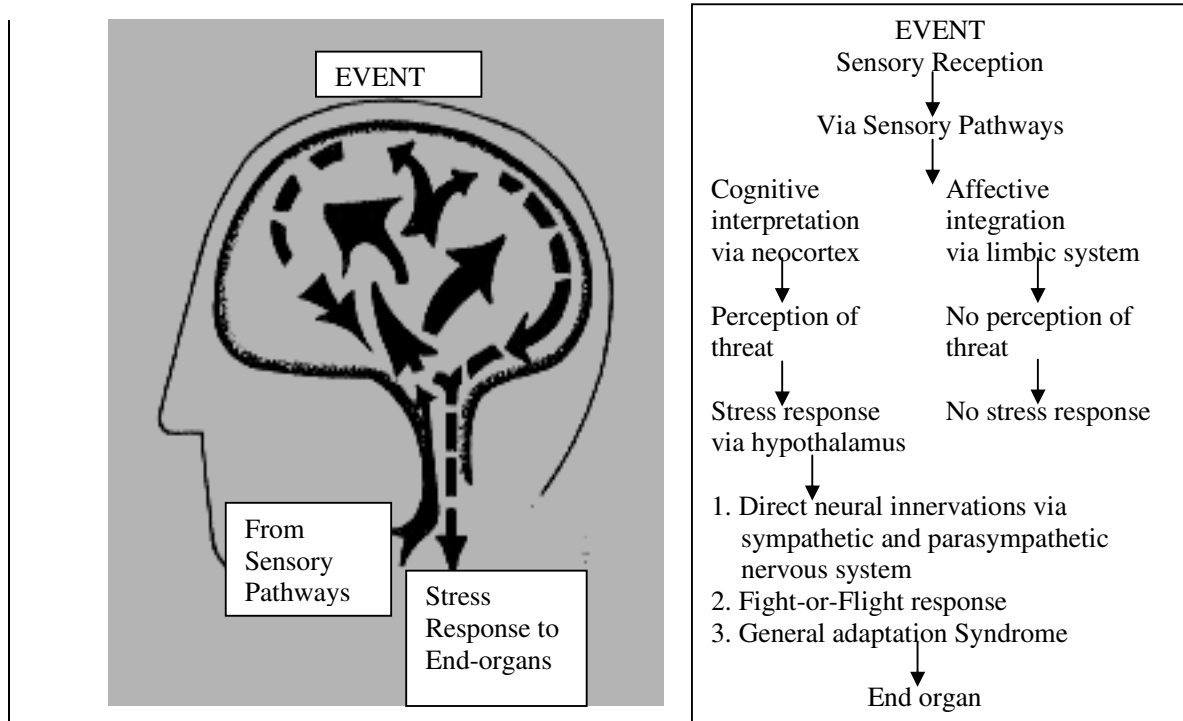 EVENT
From
Sensory
Pathways
Stress
Response to
End-organs
EVENT
Sensory Reception
Via Sensory Pathways
Cognitive
interpretation
via neocortex
Affective
integration
via limbic system
Perception of
threat
No perception of
threat
Stress response
via hypothalamus
No stress response
1. Direct neural innervations via
sympathetic and parasympathetic
nervous system
2. Fight-or-Flight response
3. General adaptation Syndrome
End organ